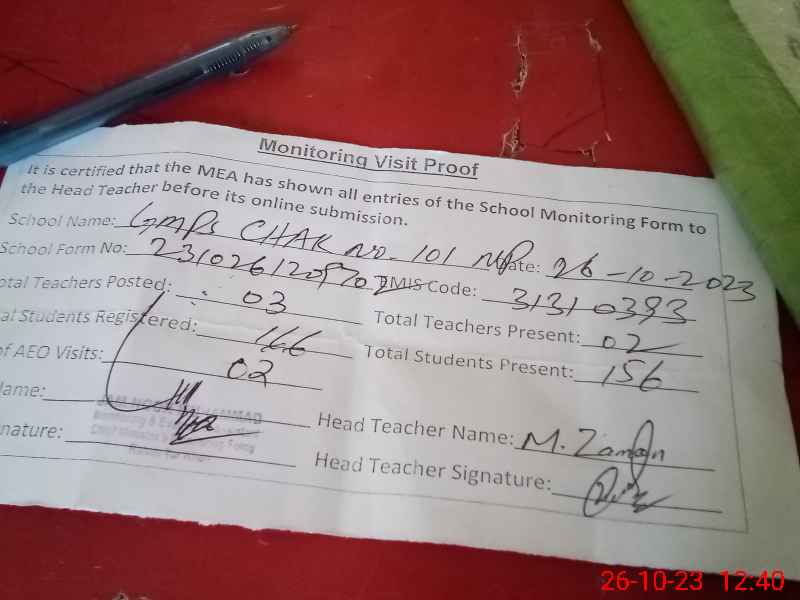 Monitoring Visit Proof
It is certified that the MEA has shown all entries of the School Monitoring Form to
the Head Teacher before its online submission.
School Name: GMPS CHAK NO. 101 NP Date: 26-10-2023
School Form No: EMIS Code: 31310393
otal Teachers Posted: 03 Total Teachers Present: 02
al Students Registered: 166 Total Students Present: 156
of AEO Visits: 02
Name: Head Teacher Name: M. Zaman
nature: Head Teacher Signature:
26-10-23 12:40